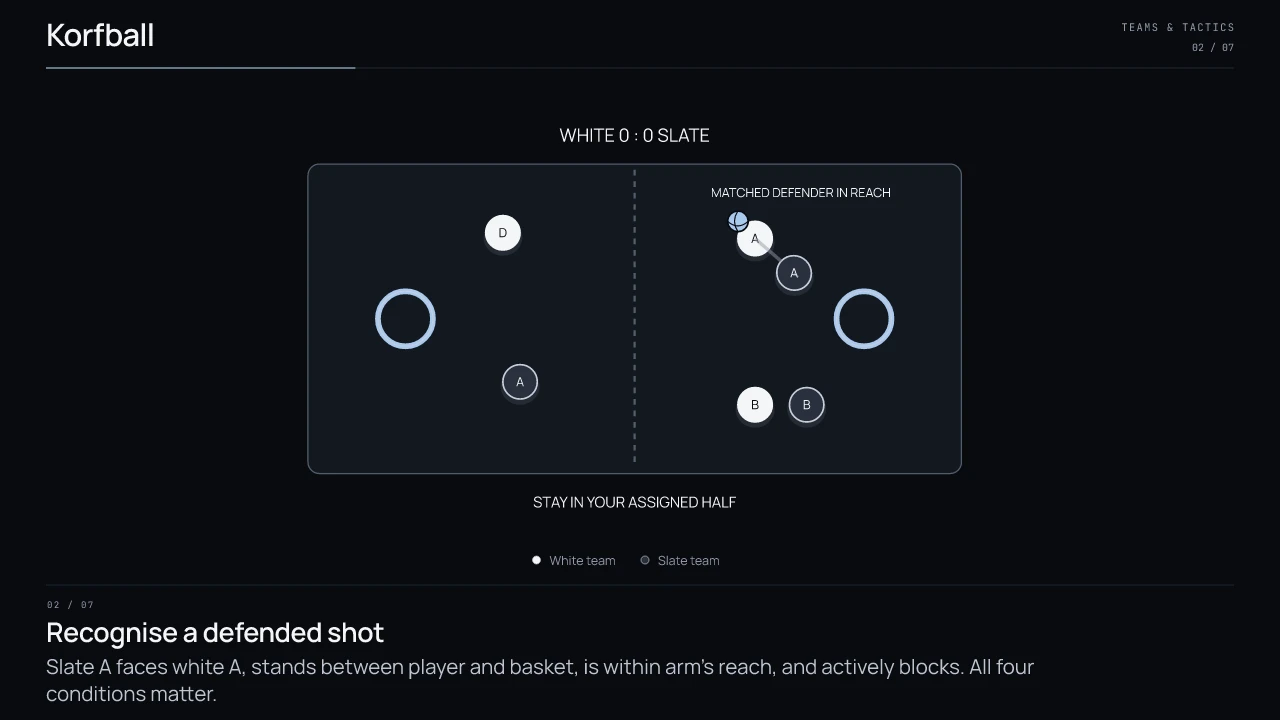 Korfball
TEAMS & TACTICS
02 / 07
WHITE 0 : 0 SLATE
MATCHED DEFENDER IN REACH
D
A
A
A
B
B
STAY IN YOUR ASSIGNED HALF
White team
Slate team
02 / 07
Recognise a defended shot
Slate A faces white A, stands between player and basket, is within arm's reach, and actively blocks. All four
conditions matter.